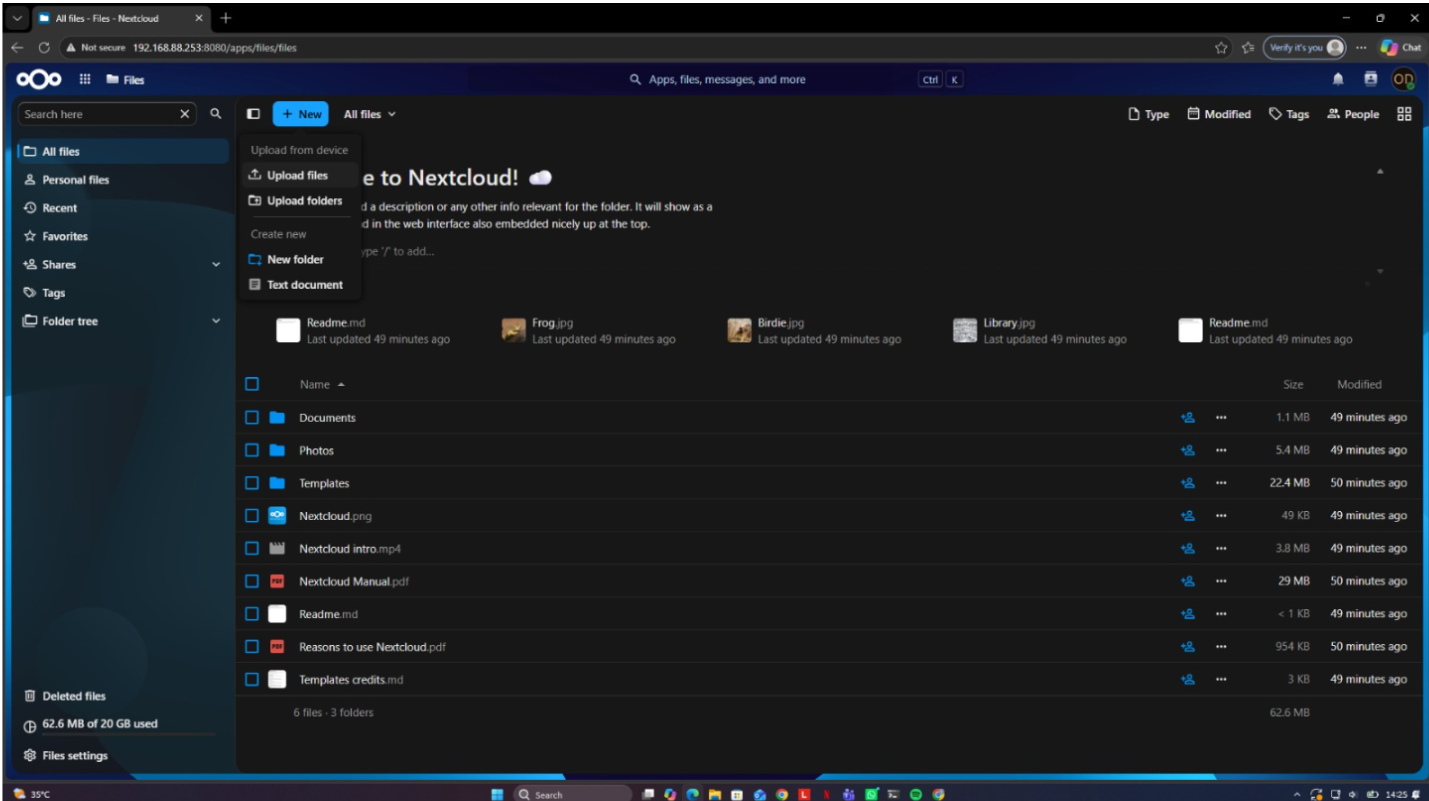 All files - Files - Nextcloud
Not secure 192.168.88.253:8080/apps/files/files
Verify it's you
Chat
Files
Apps, files, messages, and more
Ctrl K
OD
Search here
+ New
All files
Type
Modified
Tags
People
All files
Personal files
Recent
Favorites
Shares
Tags
Folder tree
Upload from device
Upload files
Upload folders
Create new
New folder
Text document
e to Nextcloud!
d a description or any other info relevant for the folder. It will show as a
d in the web interface also embedded nicely up at the top.
ype '/' to add...
Readme.md
Last updated 49 minutes ago
Frog.jpg
Last updated 49 minutes ago
Birdie.jpg
Last updated 49 minutes ago
Library.jpg
Last updated 49 minutes ago
Readme.md
Last updated 49 minutes ago
Name Size Modified
Documents 1.1 MB 49 minutes ago
Photos 5.4 MB 49 minutes ago
Templates 22.4 MB 50 minutes ago
Nextcloud.png 49 KB 49 minutes ago
Nextcloud intro.mp4 3.8 MB 49 minutes ago
PDF Nextcloud Manual.pdf 29 MB 50 minutes ago
Readme.md < 1 KB 49 minutes ago
PDF Reasons to use Nextcloud.pdf 954 KB 50 minutes ago
Templates credits.md 3 KB 49 minutes ago
6 files - 3 folders 62.6 MB
Deleted files
62.6 MB of 20 GB used
Files settings
35°C
Search
L
14:25